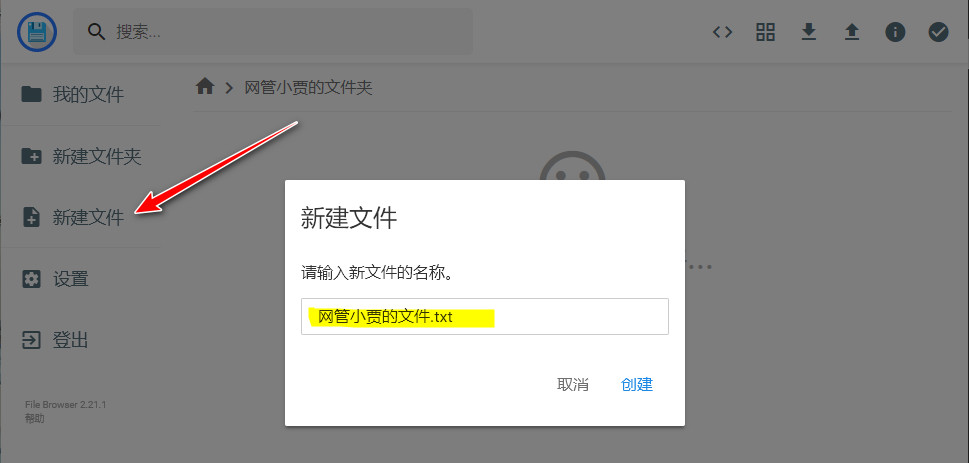 搜索...
我的文件
网管小贾的文件夹
新建文件夹
新建文件
设置
登出
File Browser 2.21.1
帮助
新建文件
请输入新文件的名称。
网管小贾的文件.txt
取消
创建